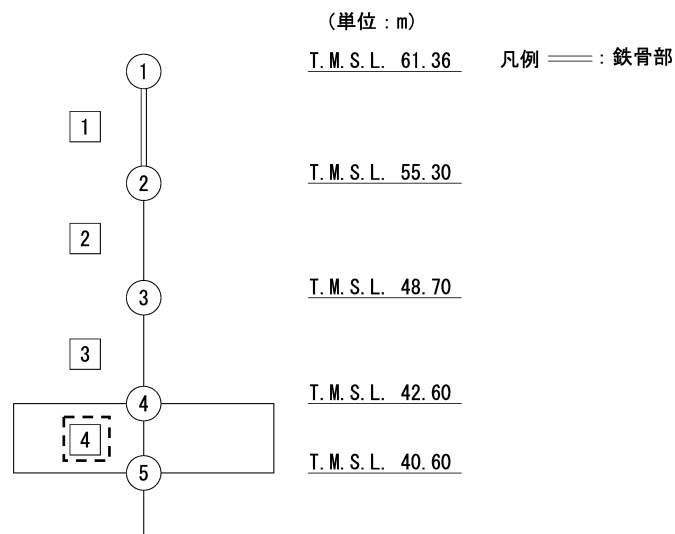 (単位：m)
① T.M.S.L. 61.36 凡例 ══ : 鉄骨部
1
② T.M.S.L. 55.30
2
③ T.M.S.L. 48.70
3
④ T.M.S.L. 42.60
4
⑤ T.M.S.L. 40.60